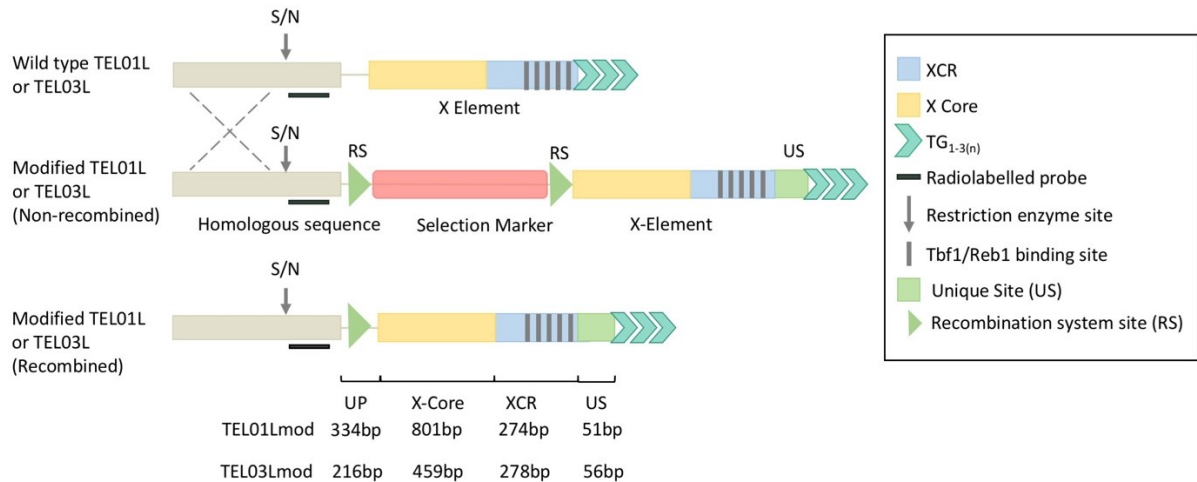 S/N
Wild type TEL01L
or TEL03L
X Element
S/N
RS
RS
US
Modified TEL01L
or TEL03L
(Non-recombined)
Homologous sequence
Selection Marker
X-Element
S/N
Modified TEL01L
or TEL03L
(Recombined)
UP X-Core XCR US
TEL01Lmod 334bp 801bp 274bp 51bp
TEL03Lmod 216bp 459bp 278bp 56bp
XCR
X Core
TG1-3(n)
Radiolabelled probe
Restriction enzyme site
Tbf1/Reb1 binding site
Unique Site (US)
Recombination system site (RS)